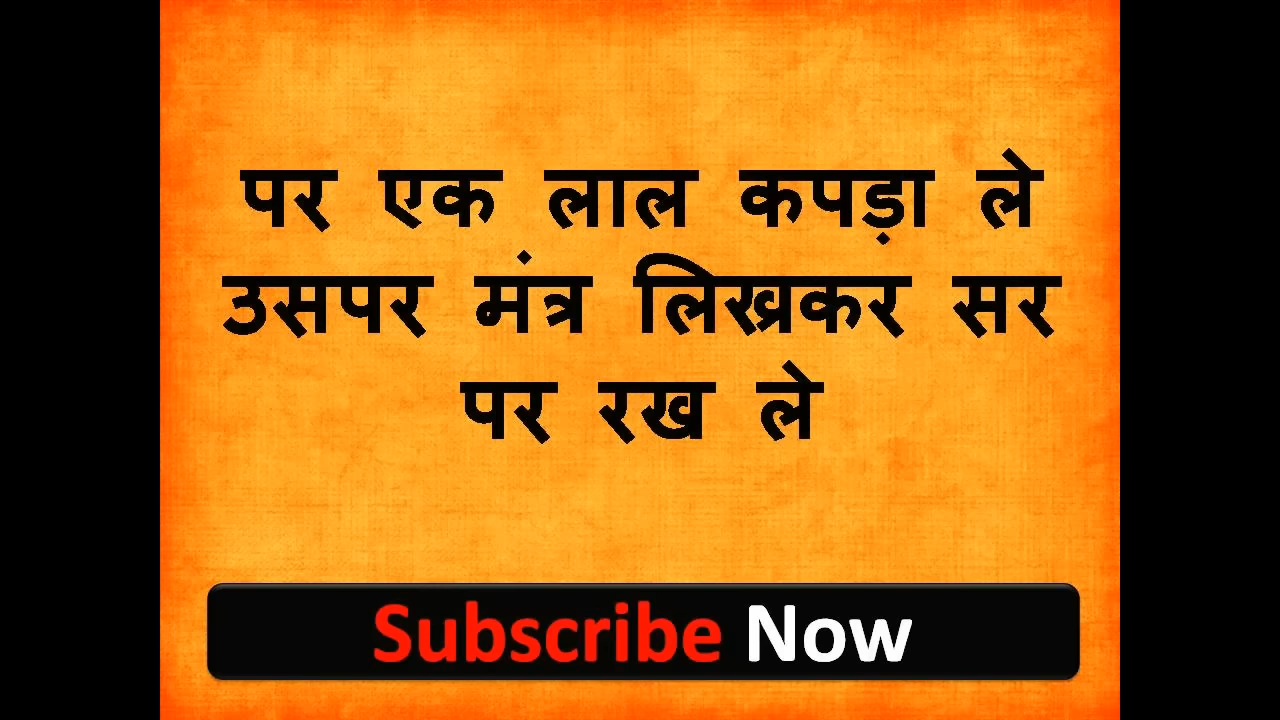 पर एक लाल कपड़ा ले
उसपर मंत्र लिखकर सर
पर रख ले
Subscribe Now